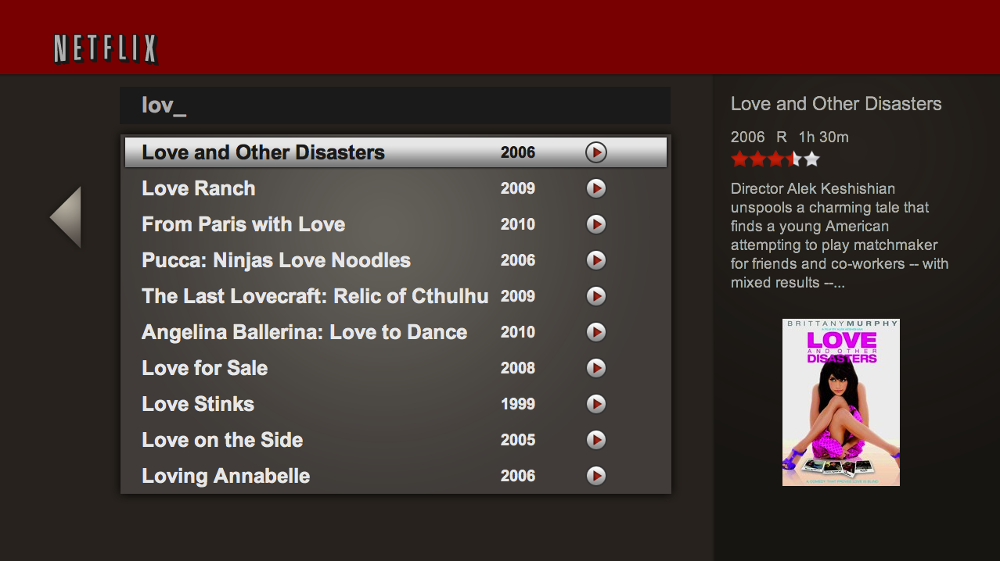 NETFLIX
lov_
Love and Other Disasters 2006
Love Ranch 2009
From Paris with Love 2010
Pucca: Ninjas Love Noodles 2006
The Last Lovecraft: Relic of Cthulhu 2009
Angelina Ballerina: Love to Dance 2010
Love for Sale 2008
Love Stinks 1999
Love on the Side 2005
Loving Annabelle 2006
Love and Other Disasters
2006 R 1h 30m
Director Alek Keshishian
unspools a charming tale that
finds a young American
attempting to play matchmaker
for friends and co-workers -- with
mixed results --...
BRITTANY MURPHY
LOVE
AND OTHER
DISASTERS